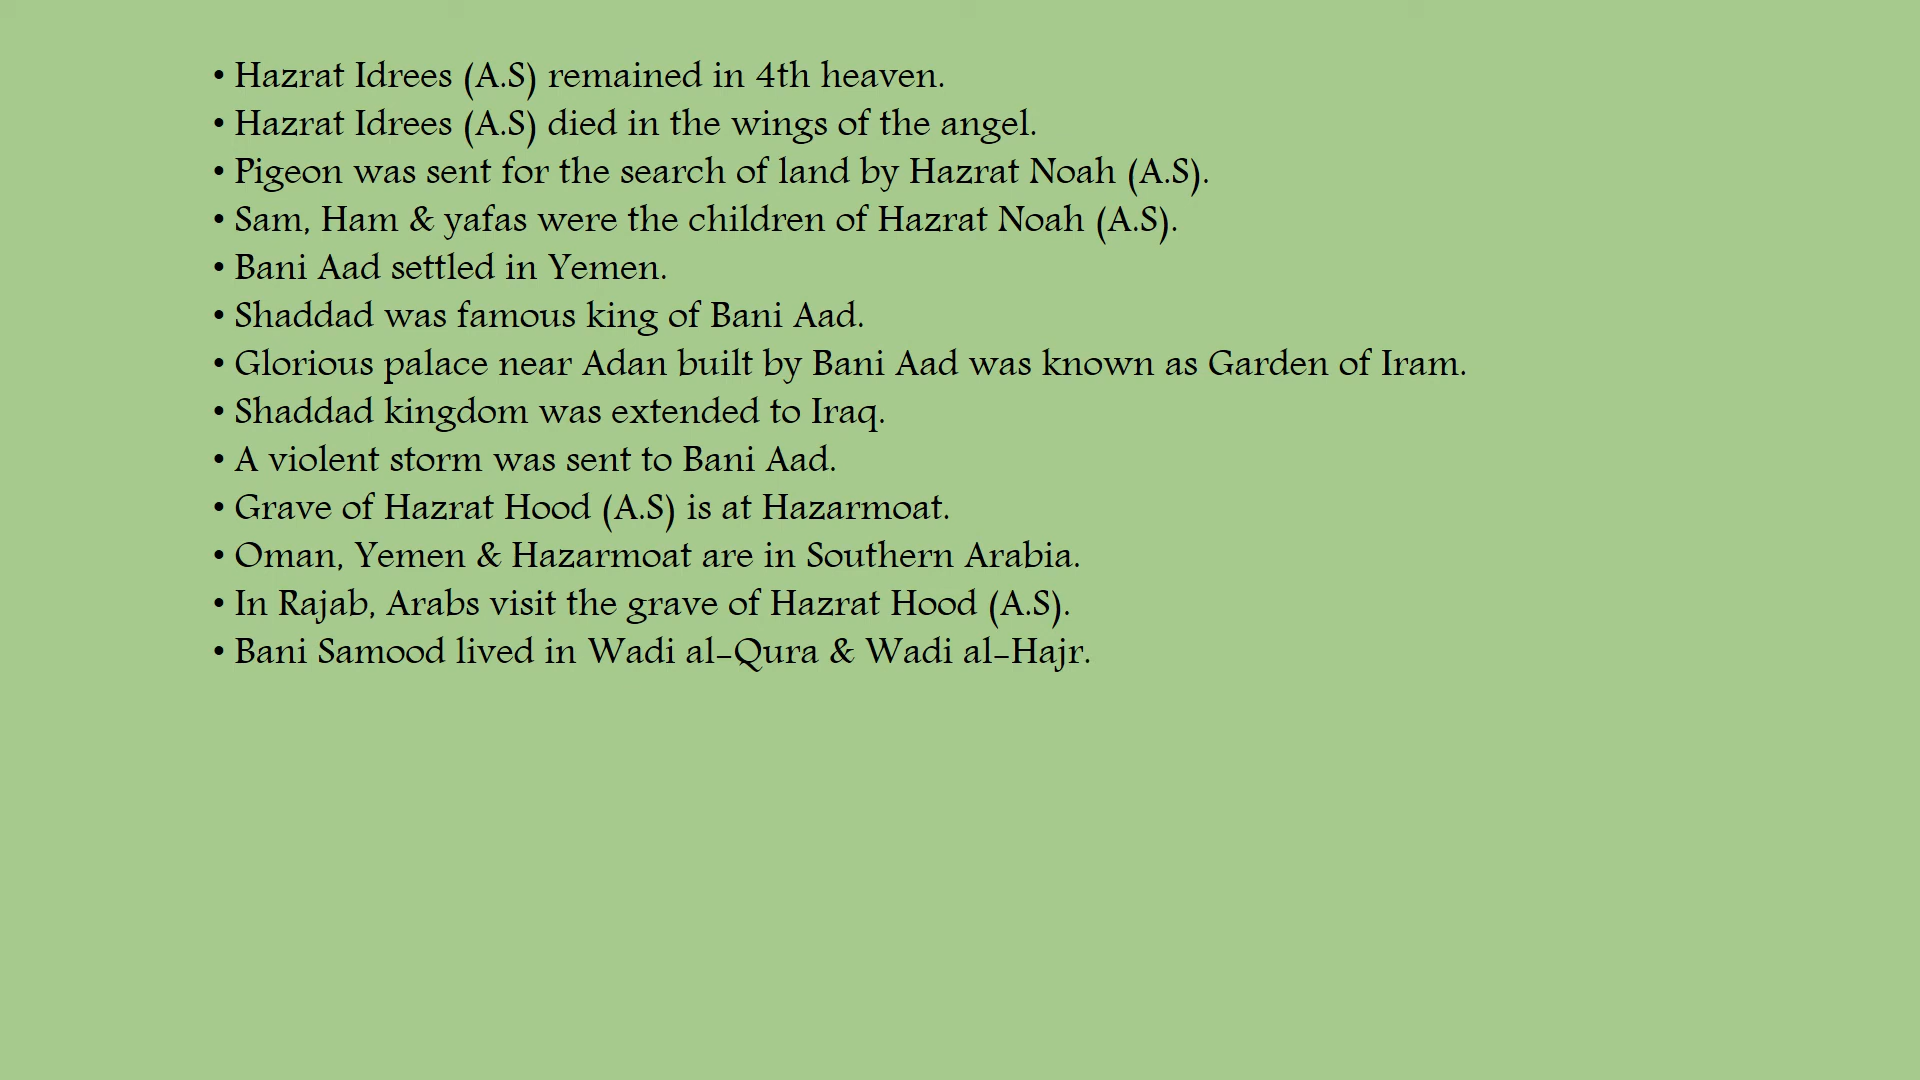 • Hazrat Idrees (A.S) remained in 4th heaven.
• Hazrat Idrees (A.S) died in the wings of the angel.
• Pigeon was sent for the search of land by Hazrat Noah (A.S).
• Sam, Ham & yafas were the children of Hazrat Noah (A.S).
• Bani Aad settled in Yemen.
• Shaddad was famous king of Bani Aad.
• Glorious palace near Adan built by Bani Aad was known as Garden of Iram.
• Shaddad kingdom was extended to Iraq.
• A violent storm was sent to Bani Aad.
• Grave of Hazrat Hood (A.S) is at Hazarmoat.
• Oman, Yemen & Hazarmoat are in Southern Arabia.
• In Rajab, Arabs visit the grave of Hazrat Hood (A.S).
• Bani Samood lived in Wadi al-Qura & Wadi al-Hajr.